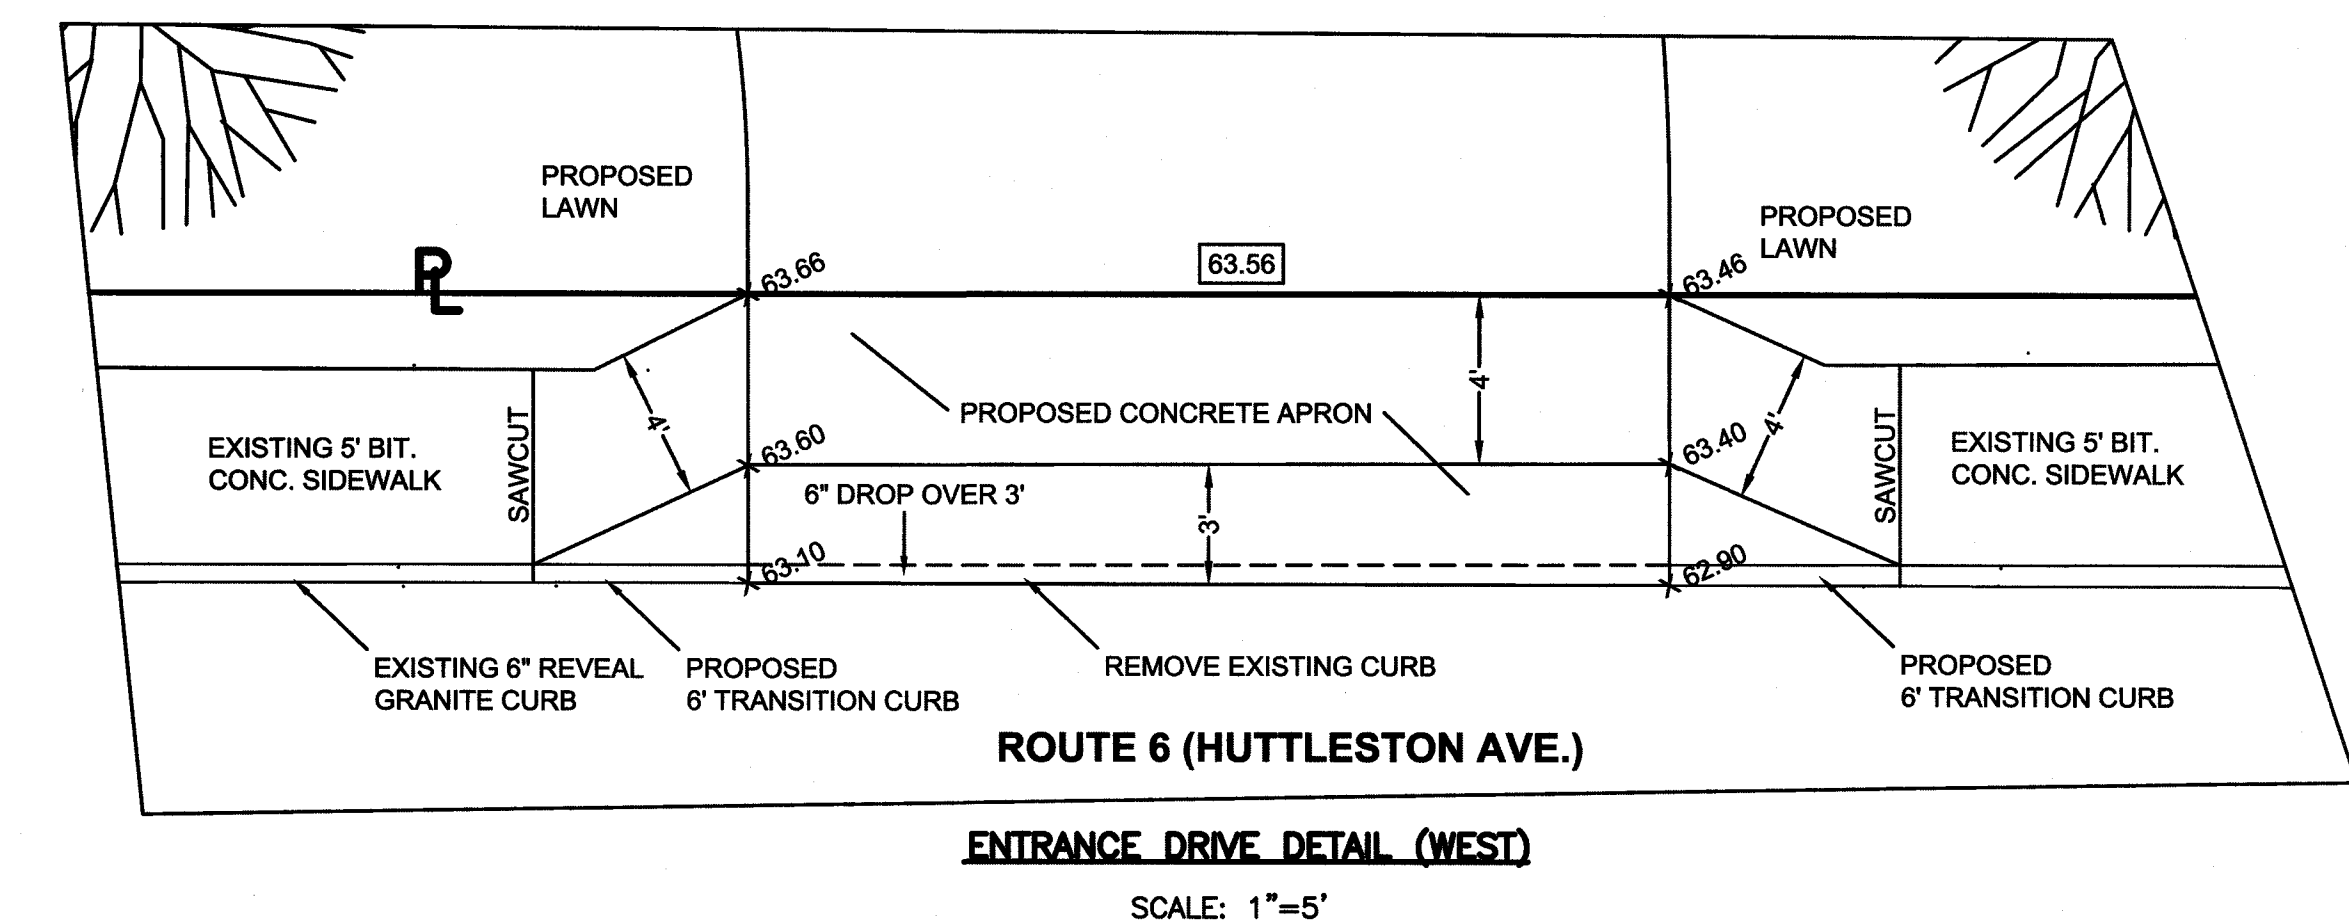 PROPOSED
LAWN
PROPOSED
LAWN
PL
63.66
63.56
63.46
4'
4'
4'
PROPOSED CONCRETE APRON
EXISTING 5' BIT.
CONC. SIDEWALK
SAWCUT
63.60
63.40
SAWCUT
EXISTING 5' BIT.
CONC. SIDEWALK
6" DROP OVER 3'
3'
63.10
62.90
EXISTING 6" REVEAL
GRANITE CURB
PROPOSED
6' TRANSITION CURB
REMOVE EXISTING CURB
PROPOSED
6' TRANSITION CURB
ROUTE 6 (HUTTLESTON AVE.)
ENTRANCE DRIVE DETAIL (WEST)
SCALE: 1"=5'